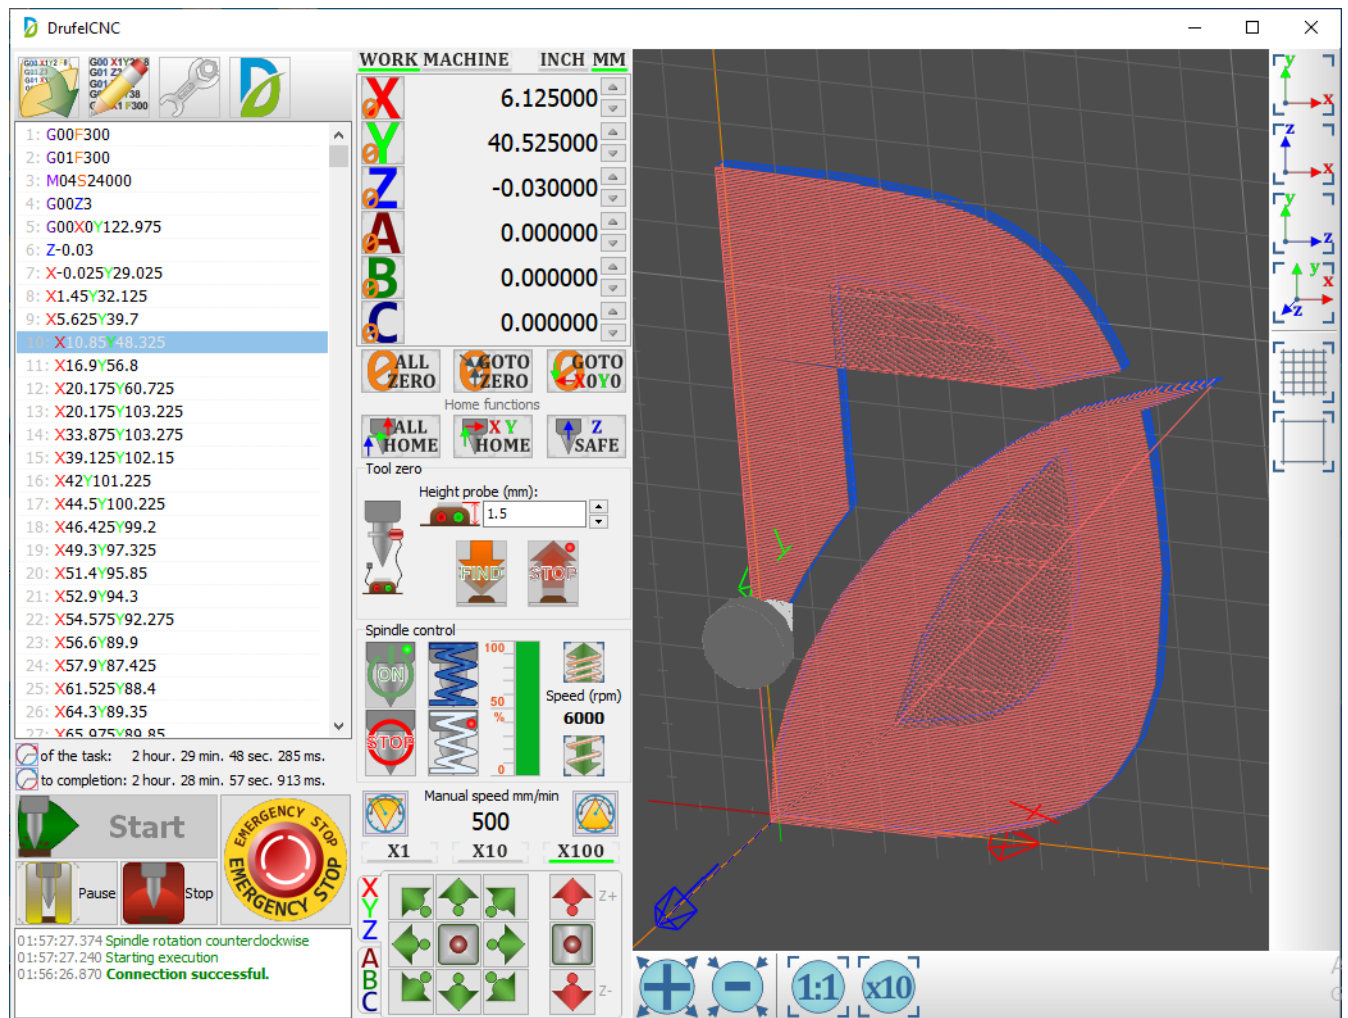 DrufelCNC
WORK MACHINE INCH MM
1: G00F300
2: G01F300
3: M04S24000
4: G00Z3
5: G00X0Y122.975
6: Z-0.03
7: X-0.025Y29.025
8: X1.45Y32.125
9: X5.625Y39.7
10: X10.85Y48.325
11: X16.9Y56.8
12: X20.175Y60.725
13: X20.175Y103.225
14: X33.875Y103.275
15: X39.125Y102.15
16: X42Y101.225
17: X44.5Y100.225
18: X46.425Y99.2
19: X49.3Y97.325
20: X51.4Y95.85
21: X52.9Y94.3
22: X54.575Y92.275
23: X56.6Y89.9
24: X57.9Y87.425
25: X61.525Y88.4
26: X64.3Y89.35
27: X65.975Y89.85
of the task: 2 hour. 29 min. 48 sec. 285 ms.
to completion: 2 hour. 28 min. 57 sec. 913 ms.
Start
Pause
Stop
EMERGENCY STOP
EMERGENCY STOP
01:57:27.374 Spindle rotation counterclockwise
01:57:27.240 Starting execution
01:56:26.870 Connection successful.
X 6.125000
Y 40.525000
Z -0.030000
A 0.000000
B 0.000000
C 0.000000
ALL ZERO
GOTO ZERO
GOTO X0Y0
Home functions
ALL HOME
X Y HOME
Z SAFE
Tool zero
Height probe (mm):
1.5
FIND
STOP
Spindle control
ON
STOP
100
50
%
0
Speed (rpm)
6000
Manual speed mm/min
500
X1 X10 X100
X
Y
Z
A
B
C
Z+
Z-
Y
X
y
x
z
x
y
z
y
x
z
1:1
x10